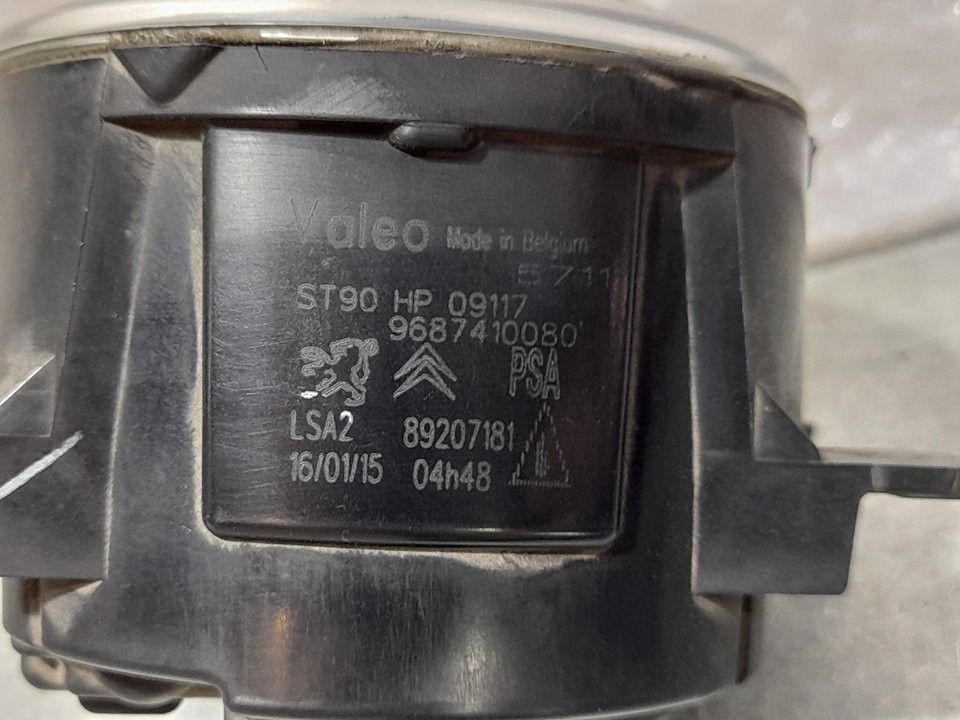 Valeo Made in Belgium
5711
ST90 HP 09117
9687410080
PSA
LSA2 89207181
16/01/15 04h48